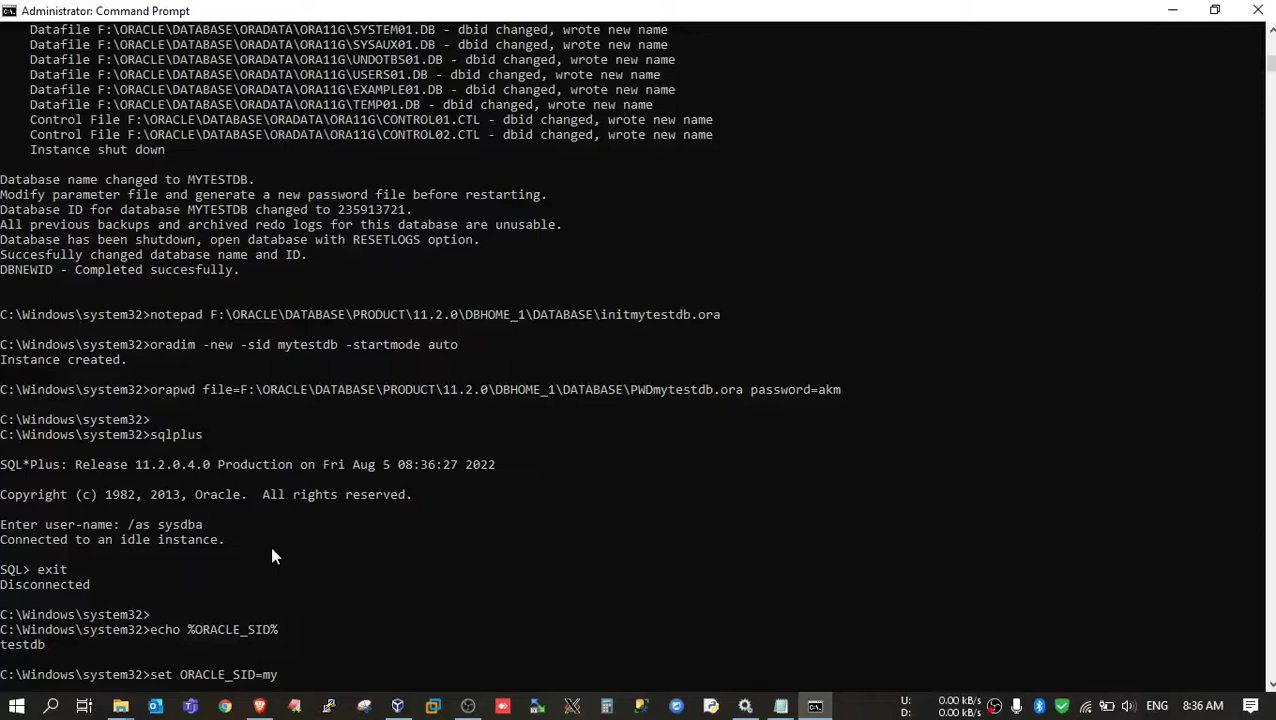 Administrator: Command Prompt
Datafile F:\ORACLE\DATABASE\ORADATA\ORA11G\SYSTEM01.DB - dbid changed, wrote new name
Datafile F:\ORACLE\DATABASE\ORADATA\ORA11G\SYSAUX01.DB - dbid changed, wrote new name
Datafile F:\ORACLE\DATABASE\ORADATA\ORA11G\UNDOTBS01.DB - dbid changed, wrote new name
Datafile F:\ORACLE\DATABASE\ORADATA\ORA11G\USERS01.DB - dbid changed, wrote new name
Datafile F:\ORACLE\DATABASE\ORADATA\ORA11G\EXAMPLE01.DB - dbid changed, wrote new name
Datafile F:\ORACLE\DATABASE\ORADATA\ORA11G\TEMP01.DB - dbid changed, wrote new name
Control File F:\ORACLE\DATABASE\ORADATA\ORA11G\CONTROL01.CTL - dbid changed, wrote new name
Control File F:\ORACLE\DATABASE\ORADATA\ORA11G\CONTROL02.CTL - dbid changed, wrote new name
Instance shut down
Database name changed to MYTESTDB.
Modify parameter file and generate a new password file before restarting.
Database ID for database MYTESTDB changed to 235913721.
All previous backups and archived redo logs for this database are unusable.
Database has been shutdown, open database with RESETLOGS option.
Succesfully changed database name and ID.
DBNEWID - Completed succesfully.
C:\Windows\system32>notepad F:\ORACLE\DATABASE\PRODUCT\11.2.0\DBHOME_1\DATABASE\initmytestdb.ora
C:\Windows\system32>oradim -new -sid mytestdb -startmode auto
Instance created.
C:\Windows\system32>orapwd file=F:\ORACLE\DATABASE\PRODUCT\11.2.0\DBHOME_1\DATABASE\PWDmytestdb.ora password=akm
C:\Windows\system32>
C:\Windows\system32>sqlplus
SQL*Plus: Release 11.2.0.4.0 Production on Fri Aug 5 08:36:27 2022
Copyright (c) 1982, 2013, Oracle.  All rights reserved.
Enter user-name: /as sysdba
Connected to an idle instance.
SQL> exit
Disconnected
C:\Windows\system32>
C:\Windows\system32>echo %ORACLE_SID%
testdb
C:\Windows\system32>set ORACLE_SID=my
U: 0.00 kB/s
D: 0.00 kB/s
ENG
8:36 AM